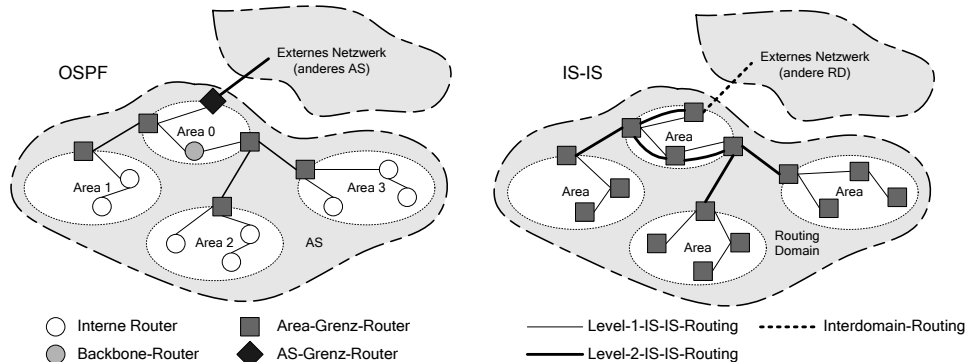 OSPF
Externes Netzwerk
(anderes AS)
Area 0
Area 1
Area 2
Area 3
AS
Interne Router
Area-Grenz-Router
Backbone-Router
AS-Grenz-Router
IS-IS
Externes Netzwerk
(andere RD)
Area
Area
Area
Area
Routing
Domain
Level-1-IS-IS-Routing
Interdomain-Routing
Level-2-IS-IS-Routing